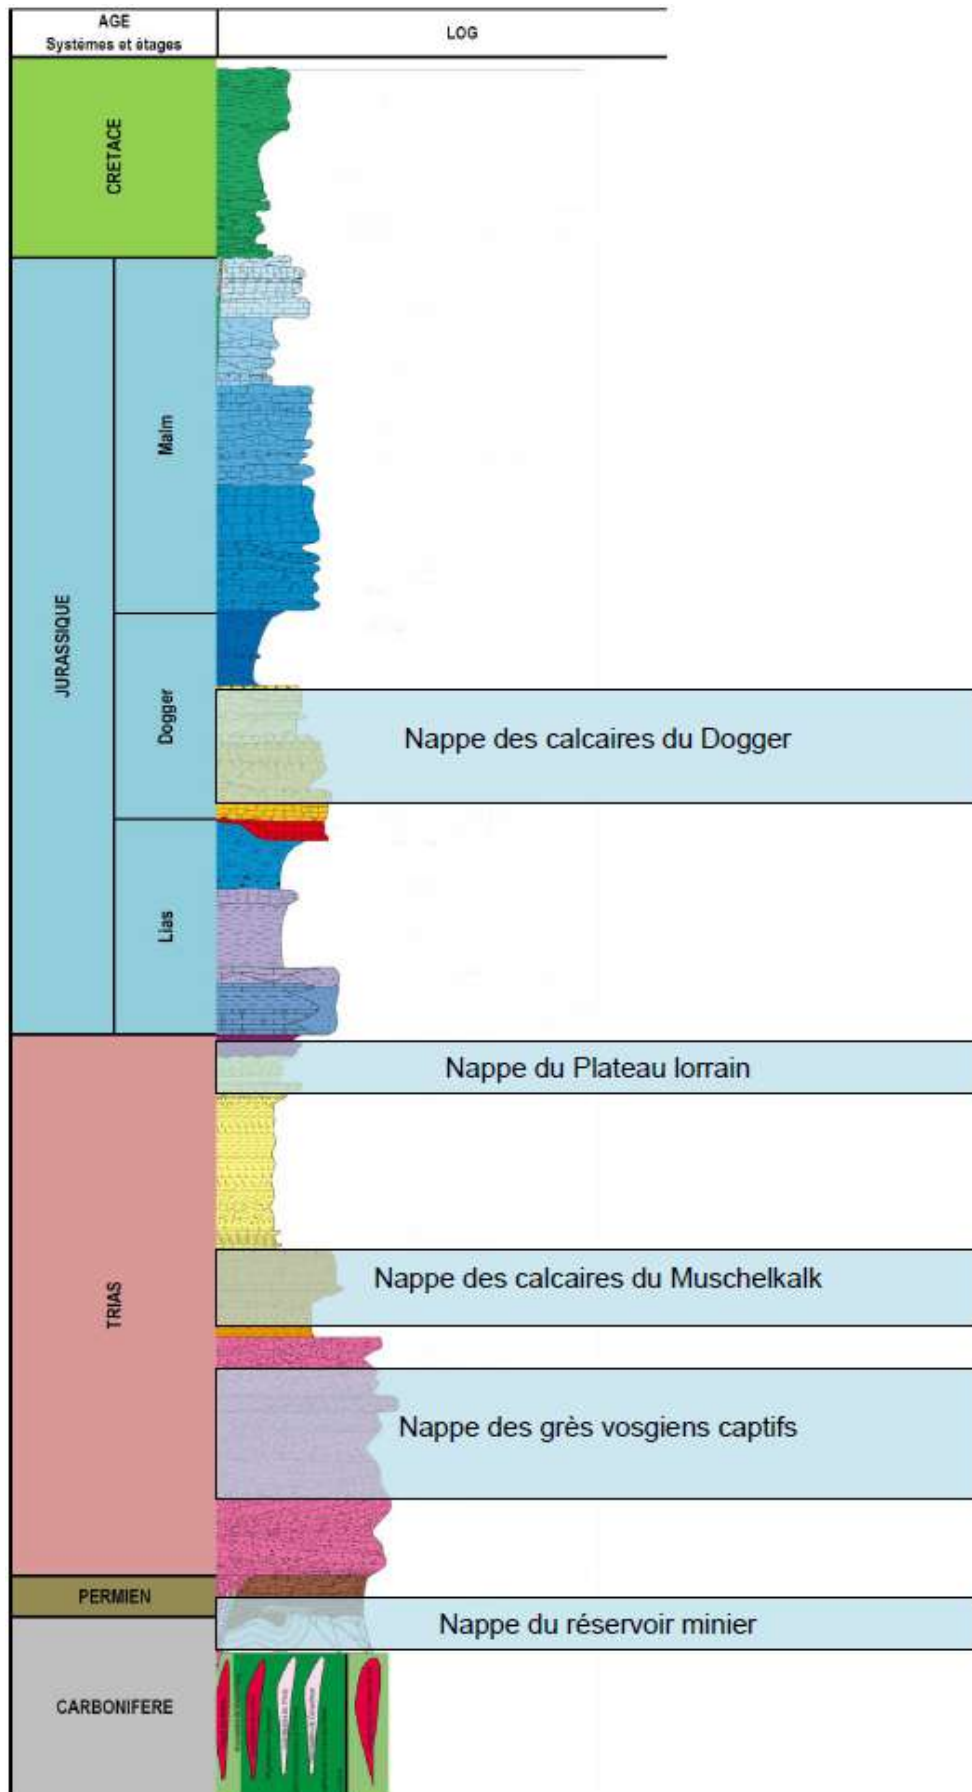 AGE
Systèmes et étages
LOG
CRETACE
JURASSIQUE
Malm
Dogger
Nappe des calcaires du Dogger
Lias
Nappe du Plateau lorrain
TRIAS
Nappe des calcaires du Muschelkalk
Nappe des grès vosgiens captifs
PERMIEN
Nappe du réservoir minier
CARBONIFERE